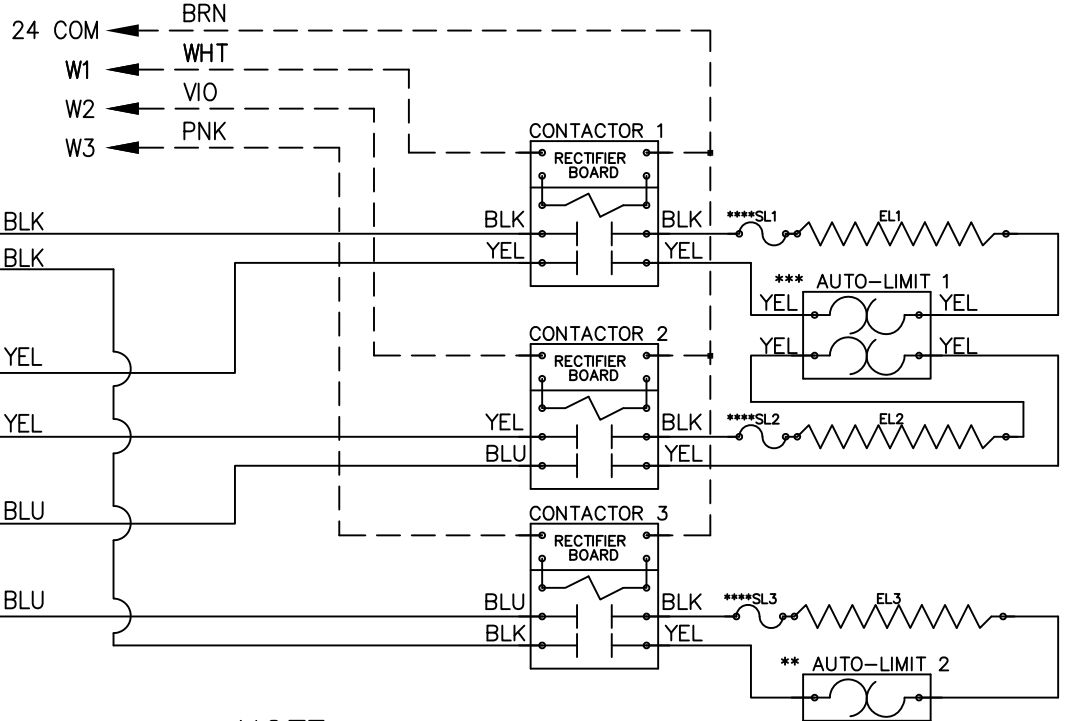 24 COM
BRN
W1
WHT
W2
VIO
W3
PNK
CONTACTOR 1
RECTIFIER
BOARD
BLK
BLK
BLK
****SL1
EL1
BLK
YEL
YEL
*** AUTO-LIMIT 1
YEL
YEL
CONTACTOR 2
RECTIFIER
BOARD
YEL
YEL
YEL
YEL
YEL
BLK
****SL2
EL2
BLU
YEL
BLU
CONTACTOR 3
RECTIFIER
BOARD
BLU
BLU
BLK
****SL3
EL3
BLK
YEL
** AUTO-LIMIT 2